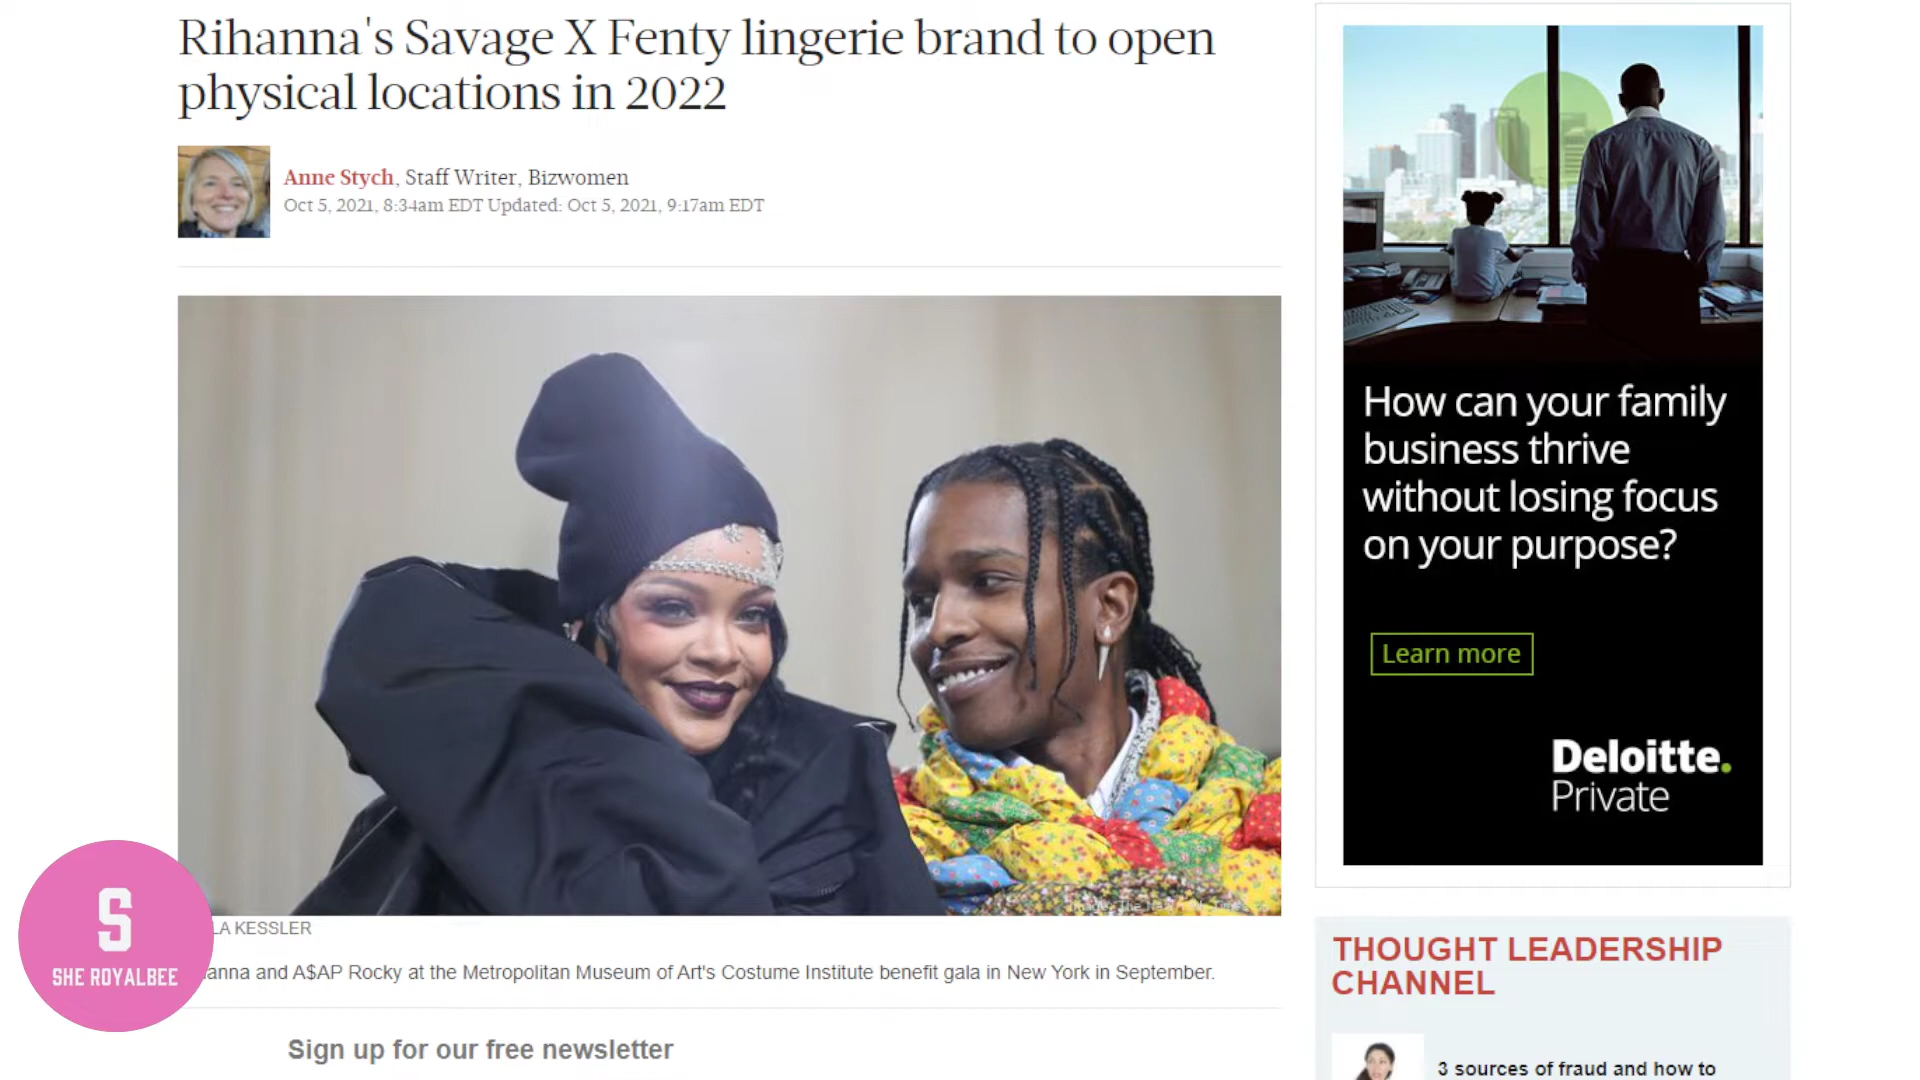 Rihanna's Savage X Fenty lingerie brand to open
physical locations in 2022
Anne Stych, Staff Writer, Bizwomen
Oct 5, 2021, 8:34am EDT Updated: Oct 5, 2021, 9:17am EDT
LA KESSLER
anna and A$AP Rocky at the Metropolitan Museum of Art's Costume Institute benefit gala in New York in September.
Sign up for our free newsletter
S
SHE ROYALBEE
How can your family
business thrive
without losing focus
on your purpose?
Learn more
Deloitte.
Private
THOUGHT LEADERSHIP
CHANNEL
3 sources of fraud and how to